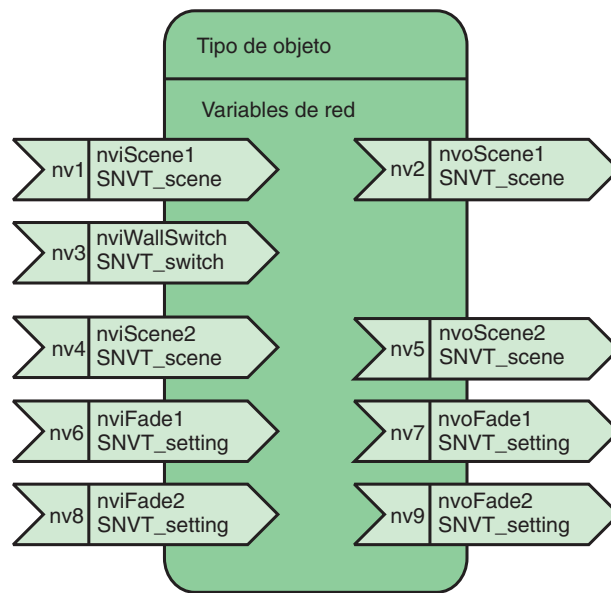 Tipo de objeto
Variables de red
nv1
nviScene1
SNVT_scene
nv2
nvoScene1
SNVT_scene
nv3
nviWallSwitch
SNVT_switch
nv4
nviScene2
SNVT_scene
nv5
nvoScene2
SNVT_scene
nv6
nviFade1
SNVT_setting
nv7
nvoFade1
SNVT_setting
nv8
nviFade2
SNVT_setting
nv9
nvoFade2
SNVT_setting